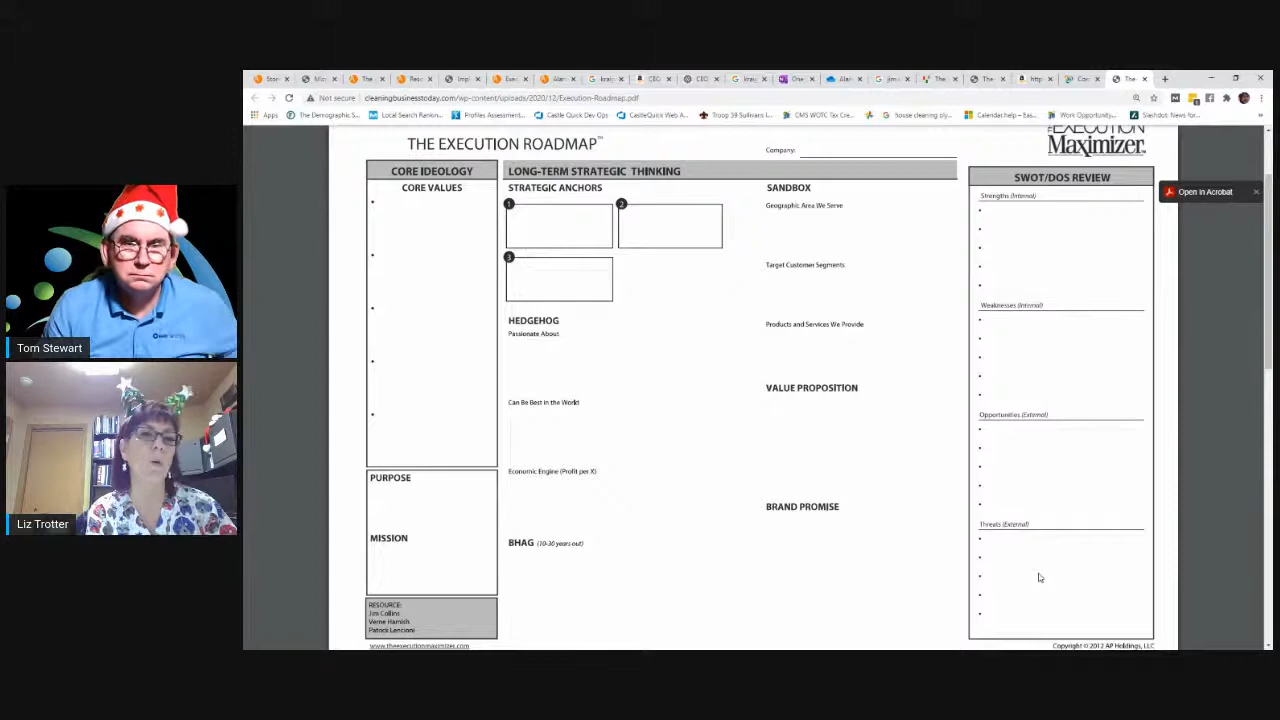 Not secure
cleaningbusinesstoday.com/wp-content/uploads/2020/12/Execution-Roadmap.pdf
Apps
The Demographic S...
Local Search Rankin...
Profiles Assessment...
Castle Quick Dev Ops
CastleQuick Web A...
Troop 39 Sullivan's I...
CMS WOTC Tax Cre...
house cleaning ply...
Calendar.help – Eas...
Work Opportunity...
Slashdot: News for...
THE EXECUTION ROADMAP™
Company:
THE EXECUTION
Maximizer™
CORE IDEOLOGY
LONG-TERM STRATEGIC THINKING
SWOT/DOS REVIEW
Open in Acrobat
CORE VALUES
STRATEGIC ANCHORS
1
2
3
SANDBOX
Geographic Area We Serve
Target Customer Segments
Products and Services We Provide
Strengths (Internal)
Weaknesses (Internal)
Opportunities (External)
Threats (External)
HEDGEHOG
Passionate About
Can Be Best in the World
Economic Engine (Profit per X)
VALUE PROPOSITION
BRAND PROMISE
PURPOSE
MISSION
BHAG (10-30 years out)
RESOURCE:
Jim Collins
Verne Harnish
Patrick Lencioni
www.theexecutionmaximizer.com
Copyright © 2012 AP Holdings, LLC
Tom Stewart
Liz Trotter